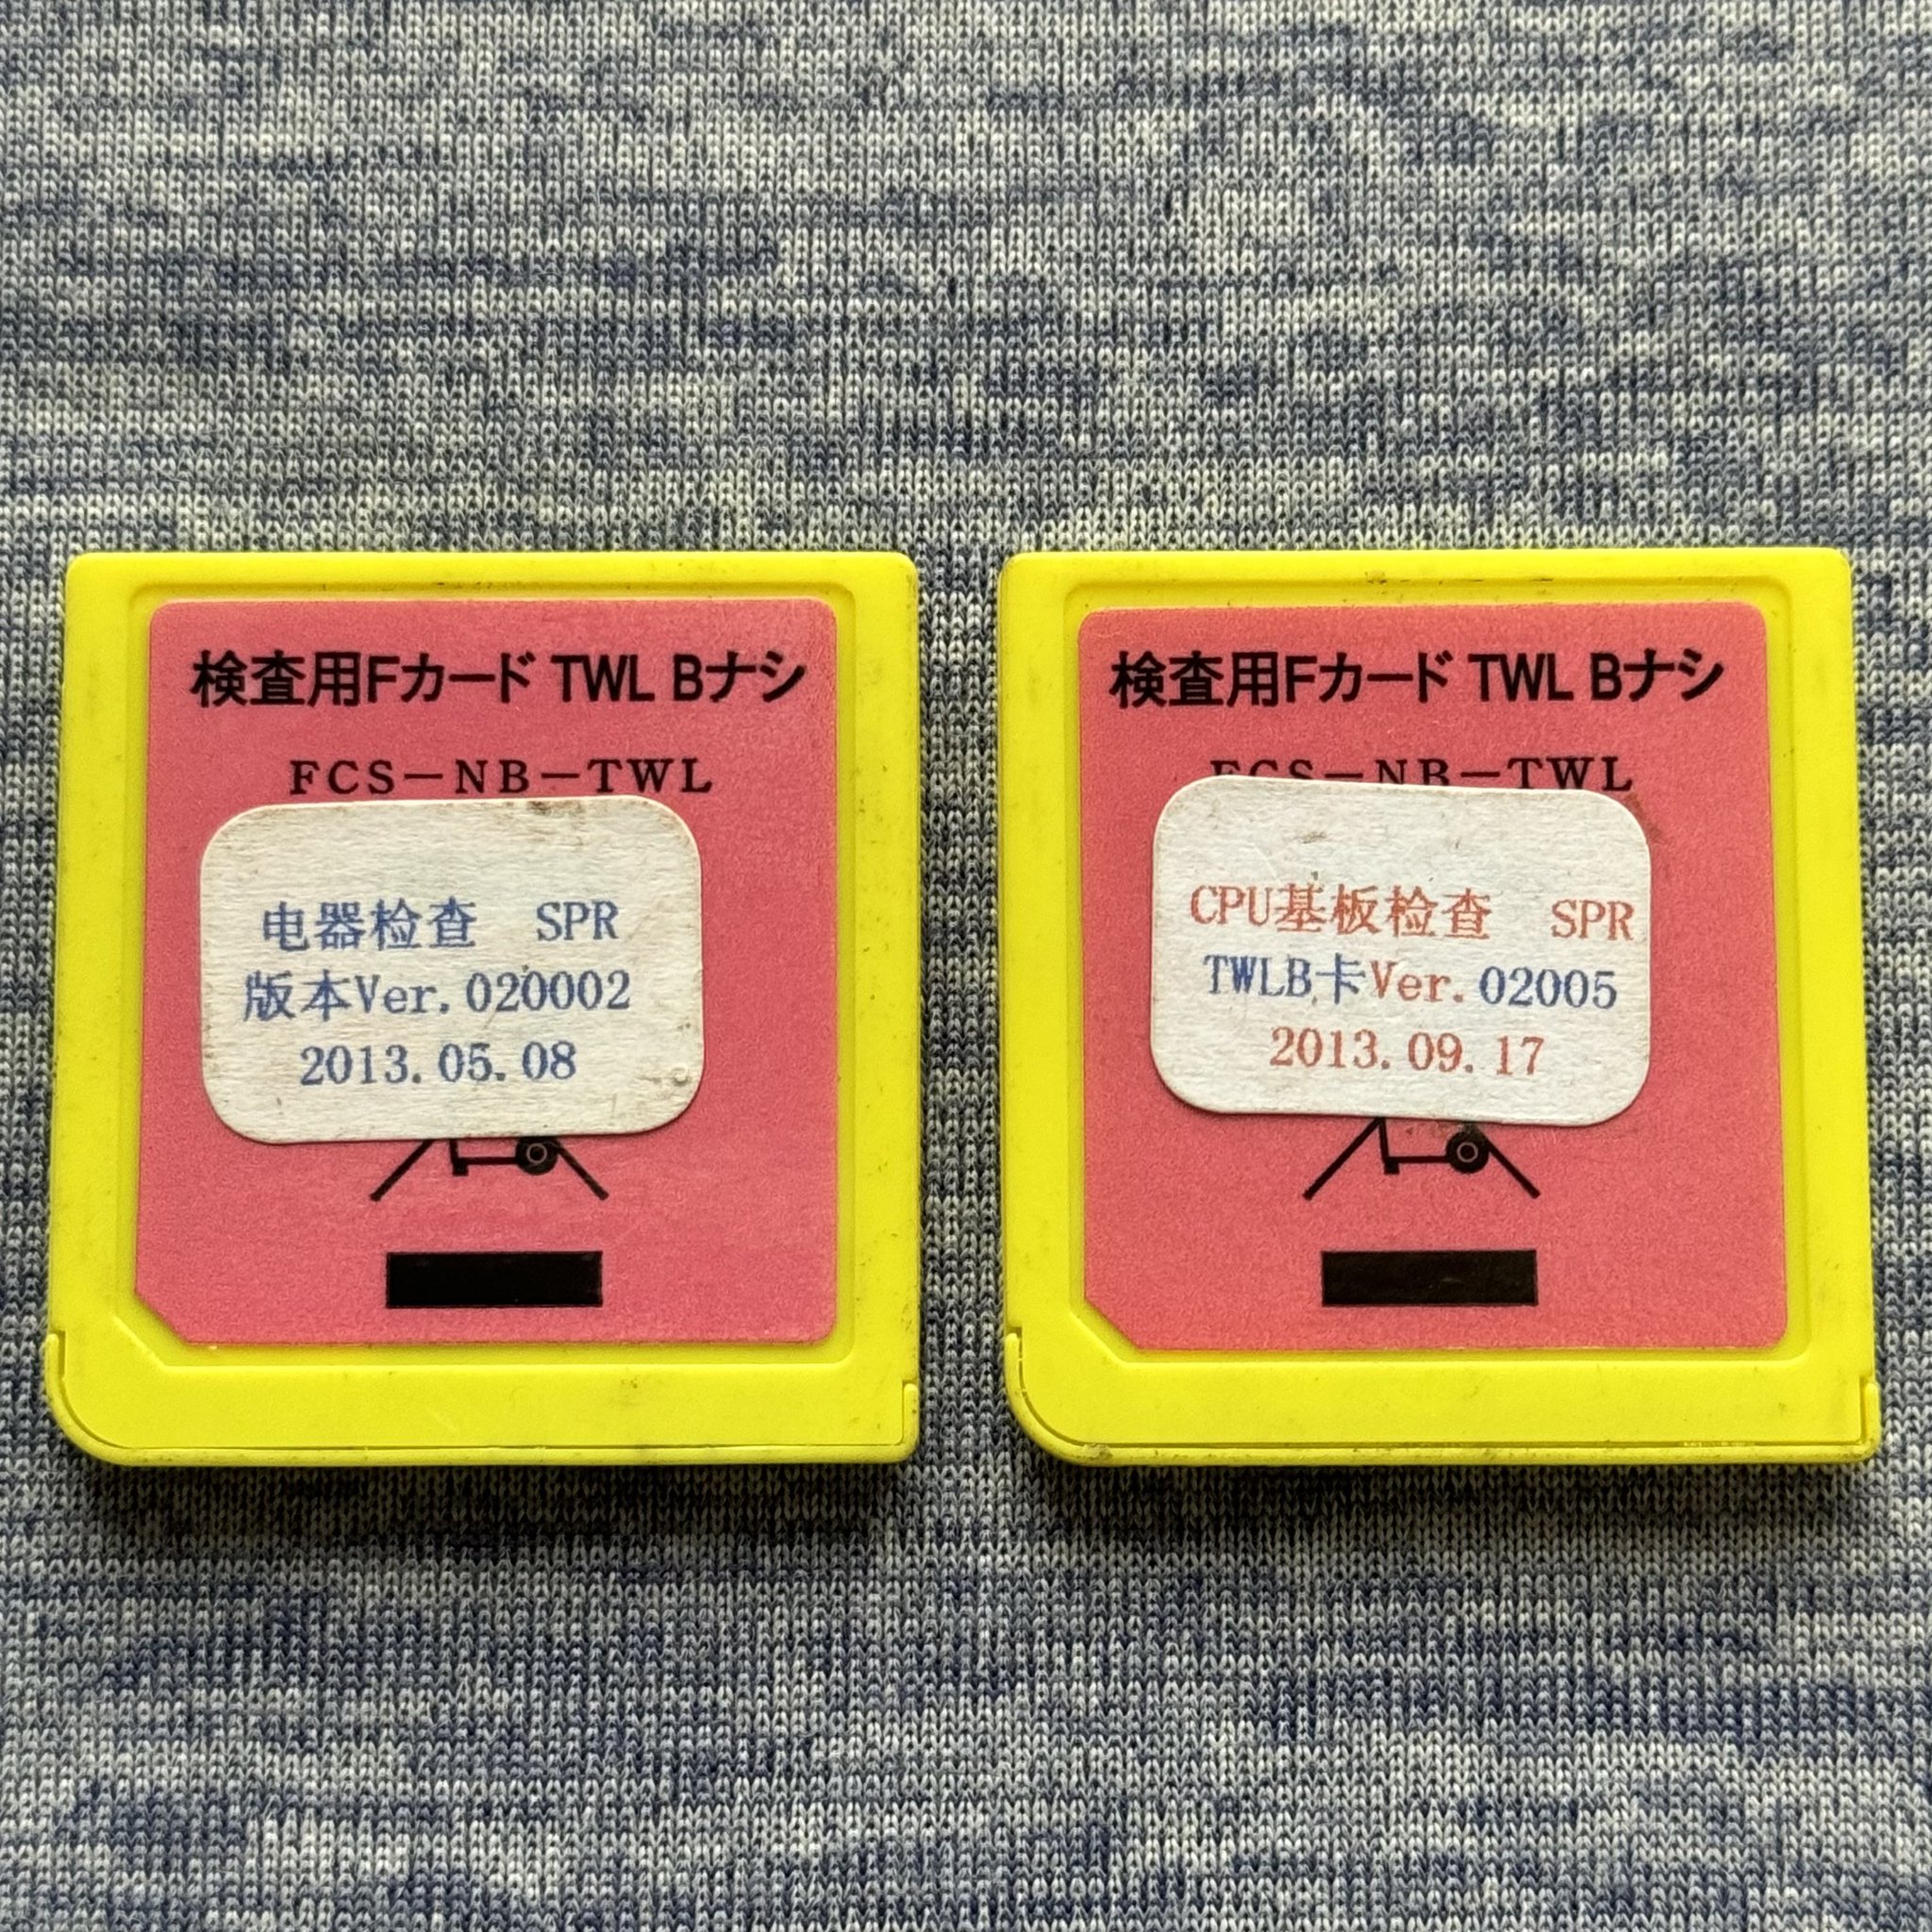 検査用Fカード TWL Bナシ
FCS－NB－TWL
电器检查 SPR
版本Ver.020002
2013.05.08
検査用Fカード TWL Bナシ
FCS－NB－TWL
CPU基板检查 SPR
TWLB卡Ver.02005
2013.09.17